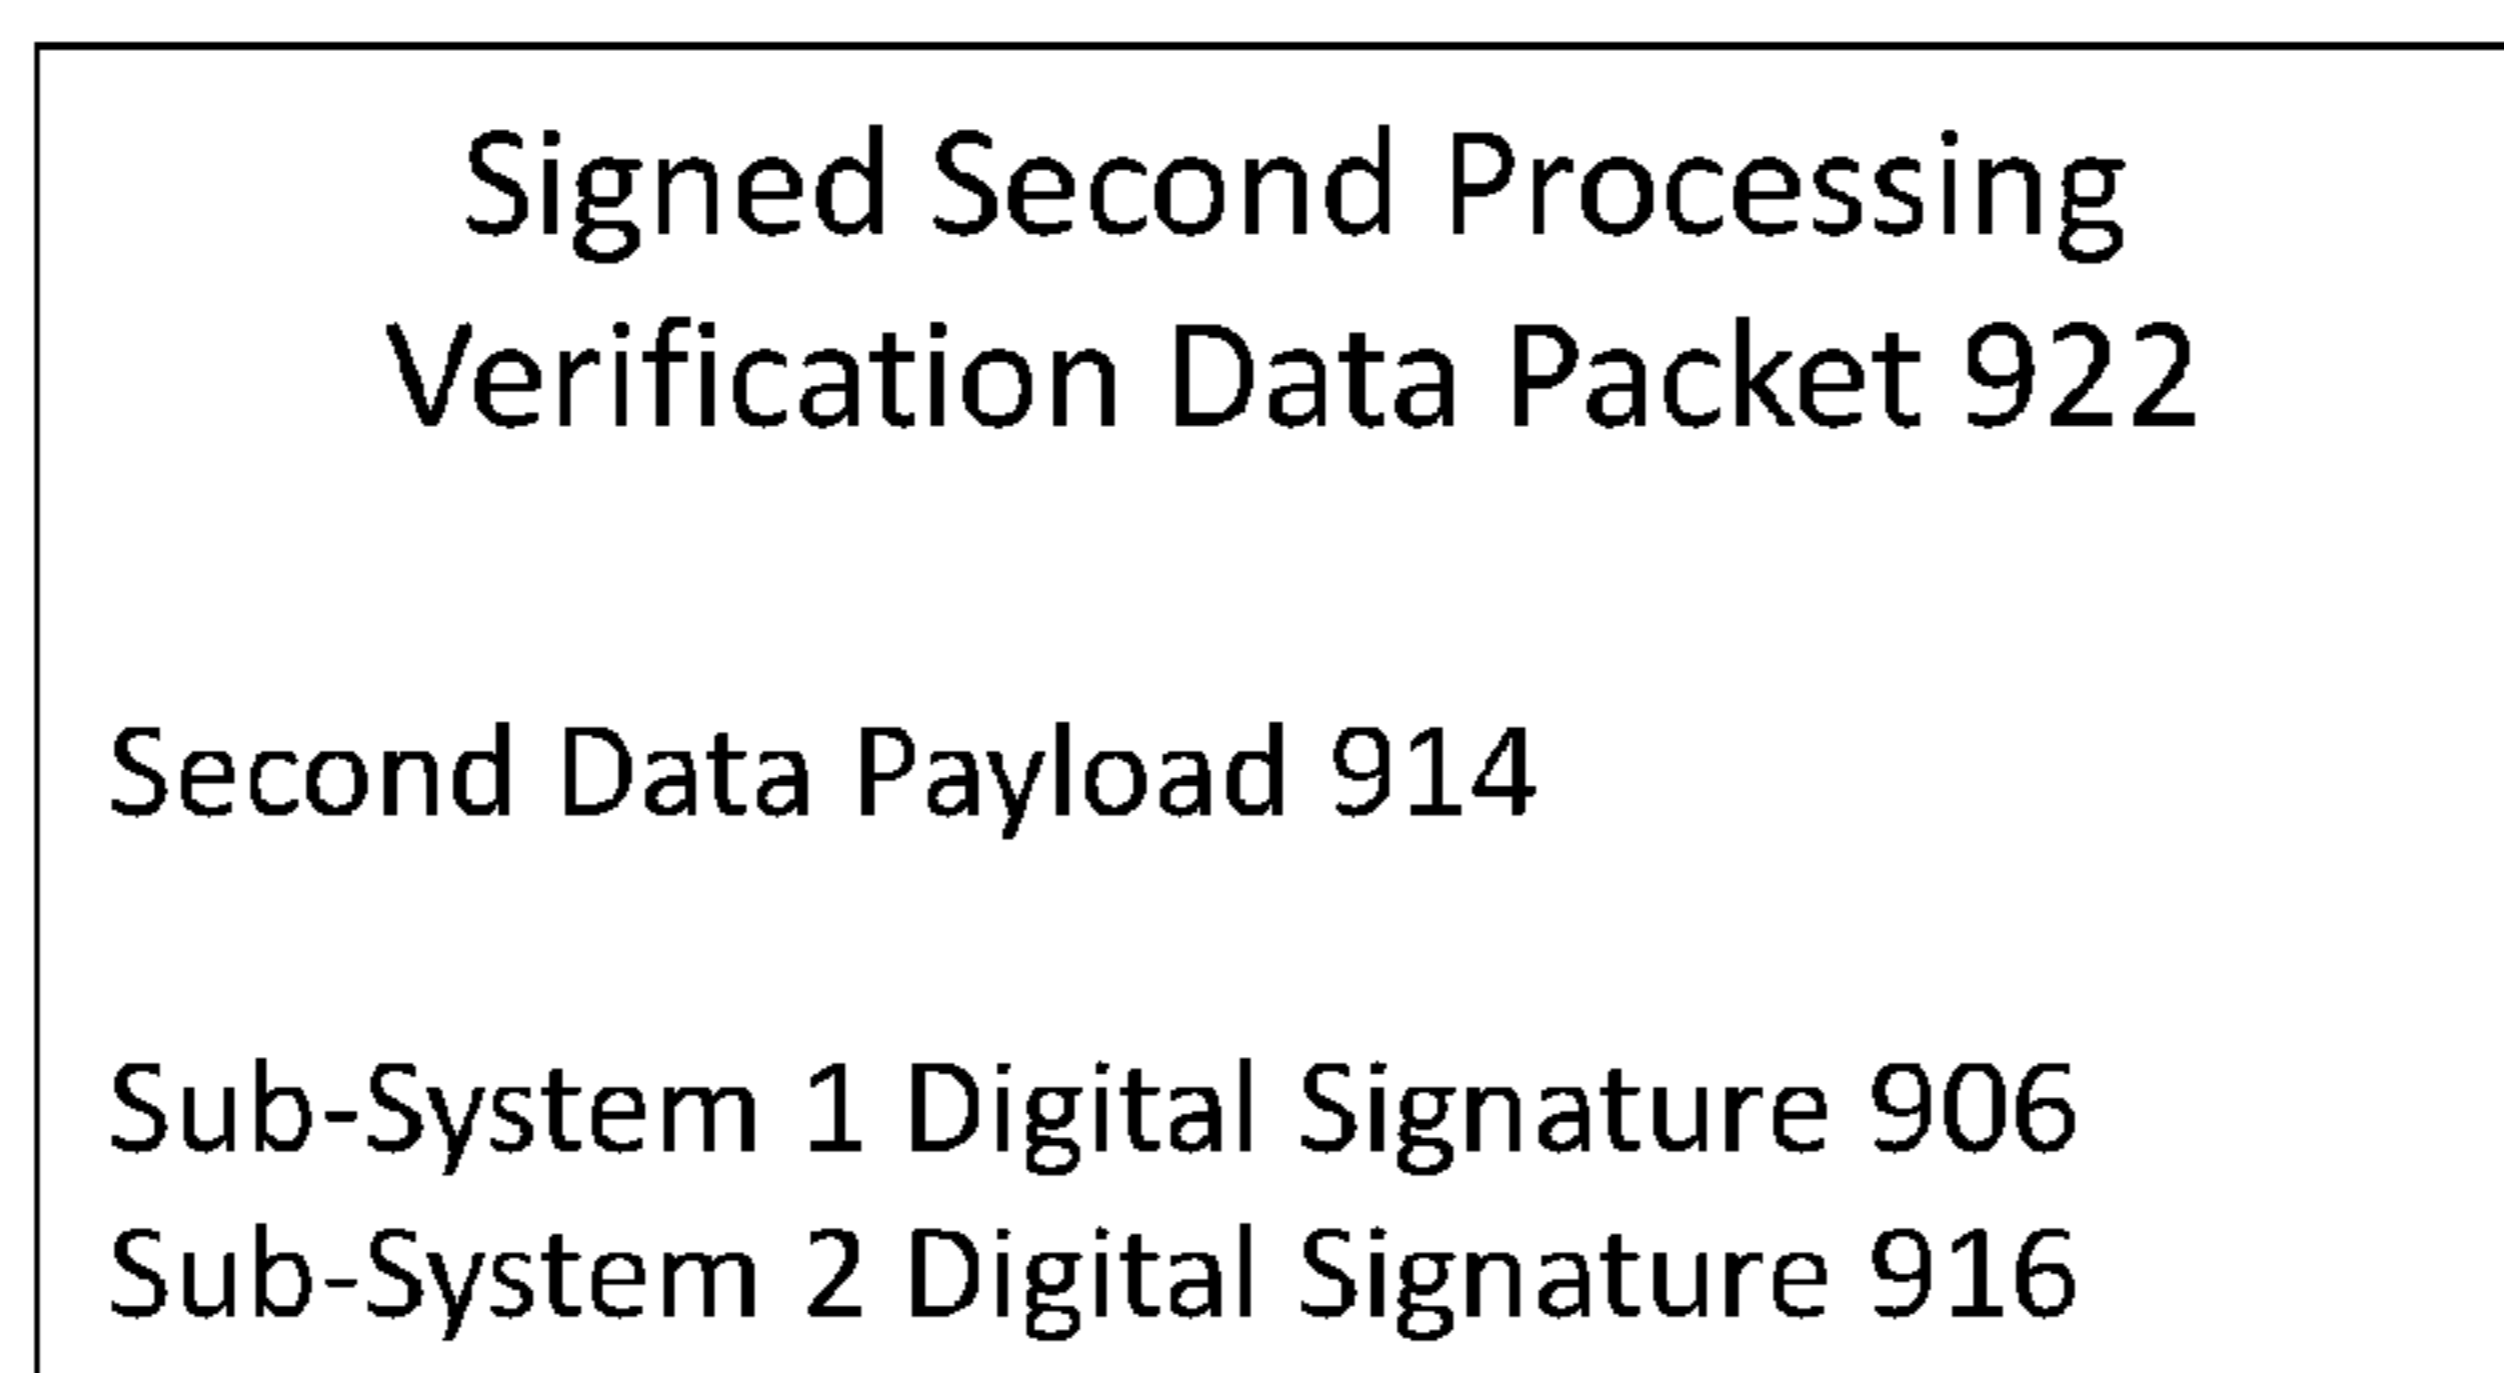 Signed Second Processing
Verification Data Packet 922
Second Data Payload 914
Sub-System 1 Digital Signature 906
Sub-System 2 Digital Signature 916